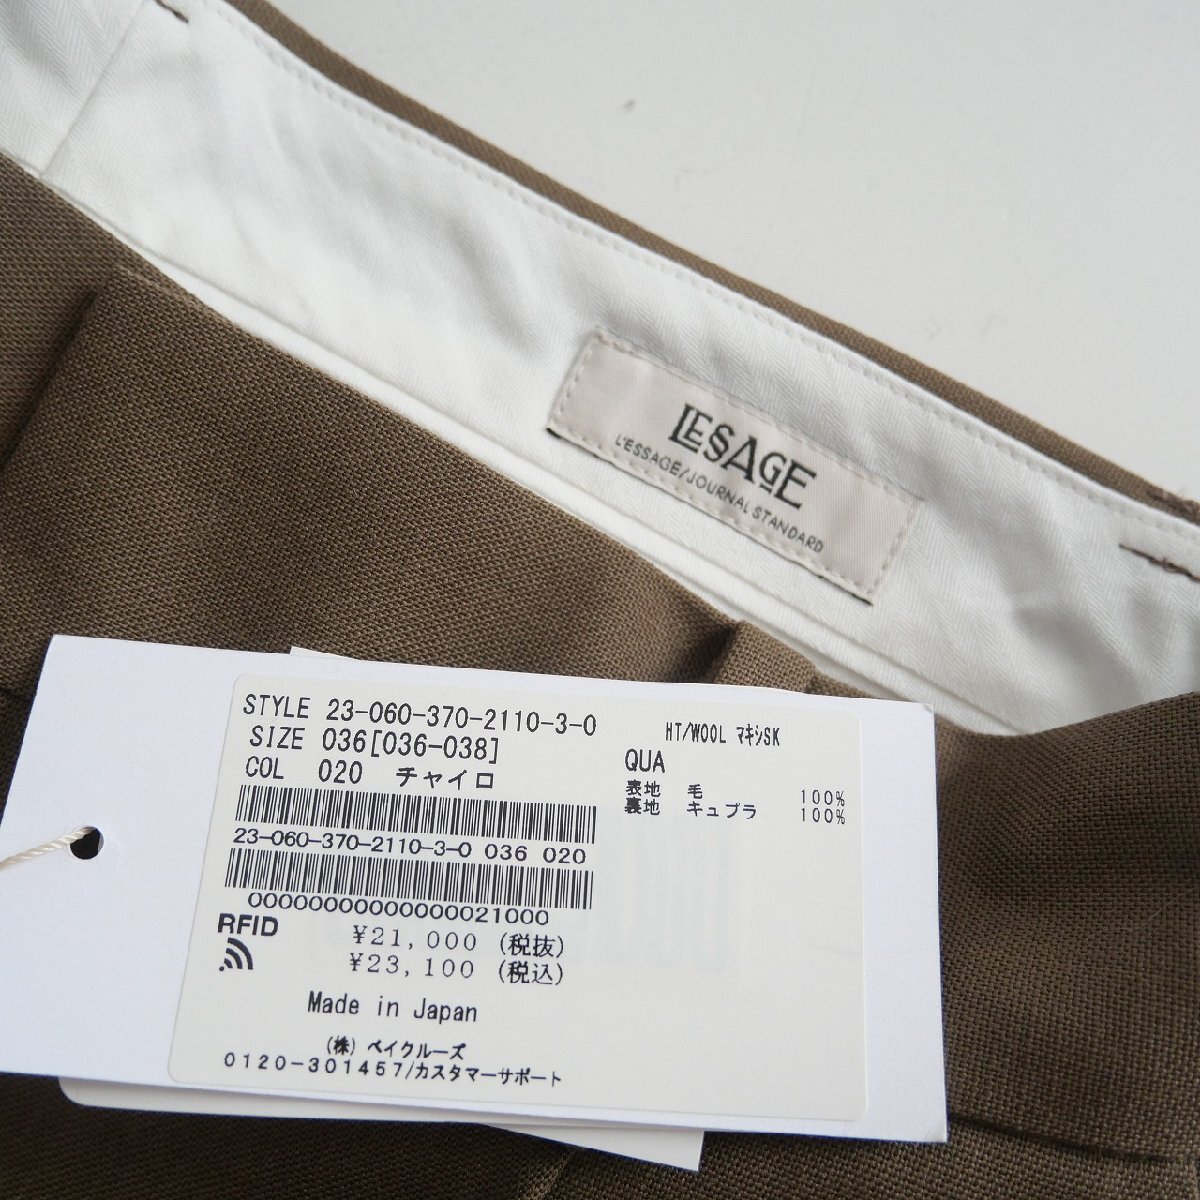 LESSAGE
L'ESSAGE/JOURNAL STANDARD
STYLE 23-060-370-2110-3-0
SIZE 036[036-038]
COL 020 チャイロ
23-060-370-2110-3-0 036 020
0000000000000000021000
RFID
¥21,000 (税抜)
¥23,100 (税込)
Made in Japan
(株) ベイクルーズ
0120-301457/カスタマーサポート
HT/WOOL マキシSK
QUA
表地 毛 100%
裏地 キュプラ 100%